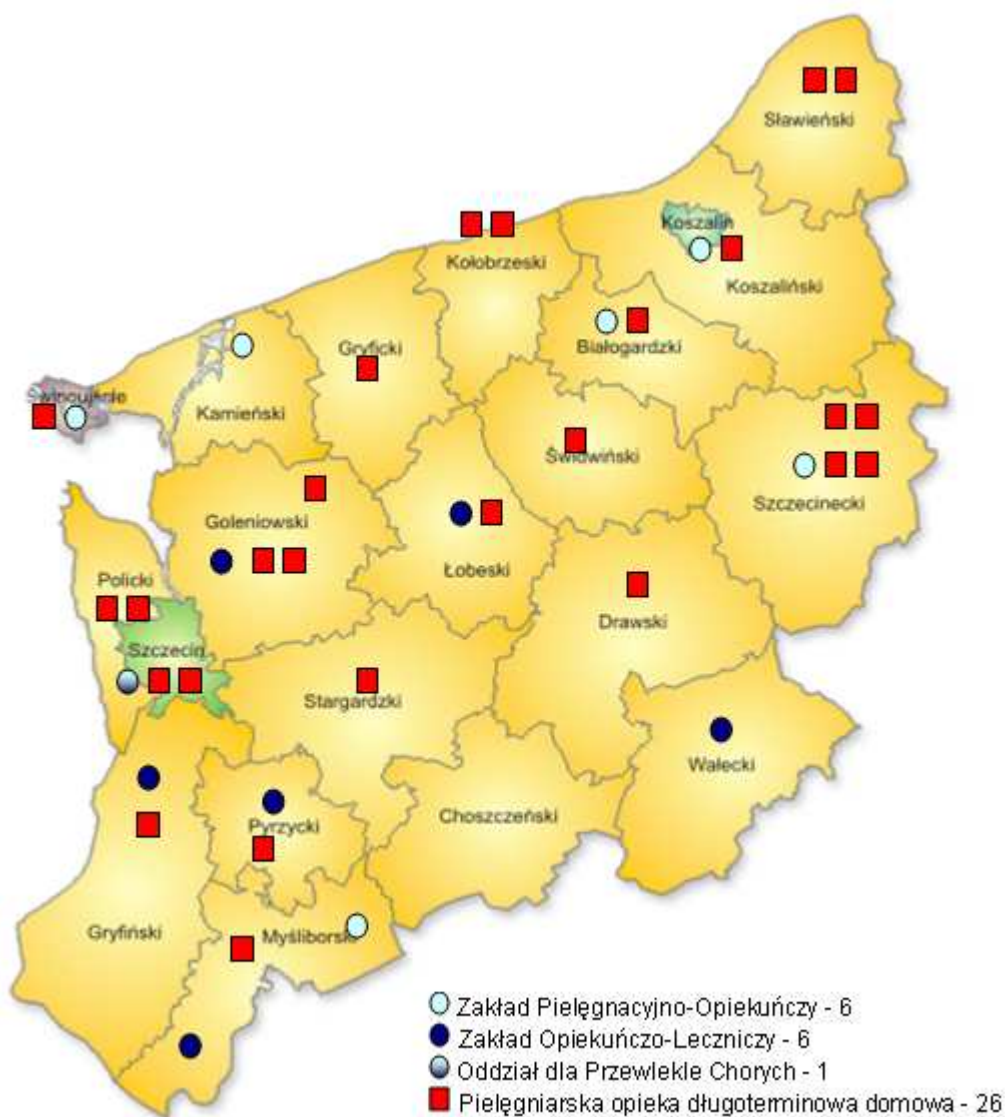 Sławieński
Koszalin
Kołobrzeski
Koszaliński
Gryficki
Białogardzki
Świnoujście
Kamieński
Świdwiński
Szczecinecki
Goleniowski
Łobeski
Policki
Drawski
Szczecin
Stargardzki
Wałecki
Choszczeński
Pyrzycki
Gryfiński
Myśliborski
Zakład Pielęgnacyjno-Opiekuńczy - 6
Zakład Opiekuńczo-Leczniczy - 6
Oddział dla Przewlekle Chorych - 1
Pielęgniarska opieka długoterminowa domowa - 26